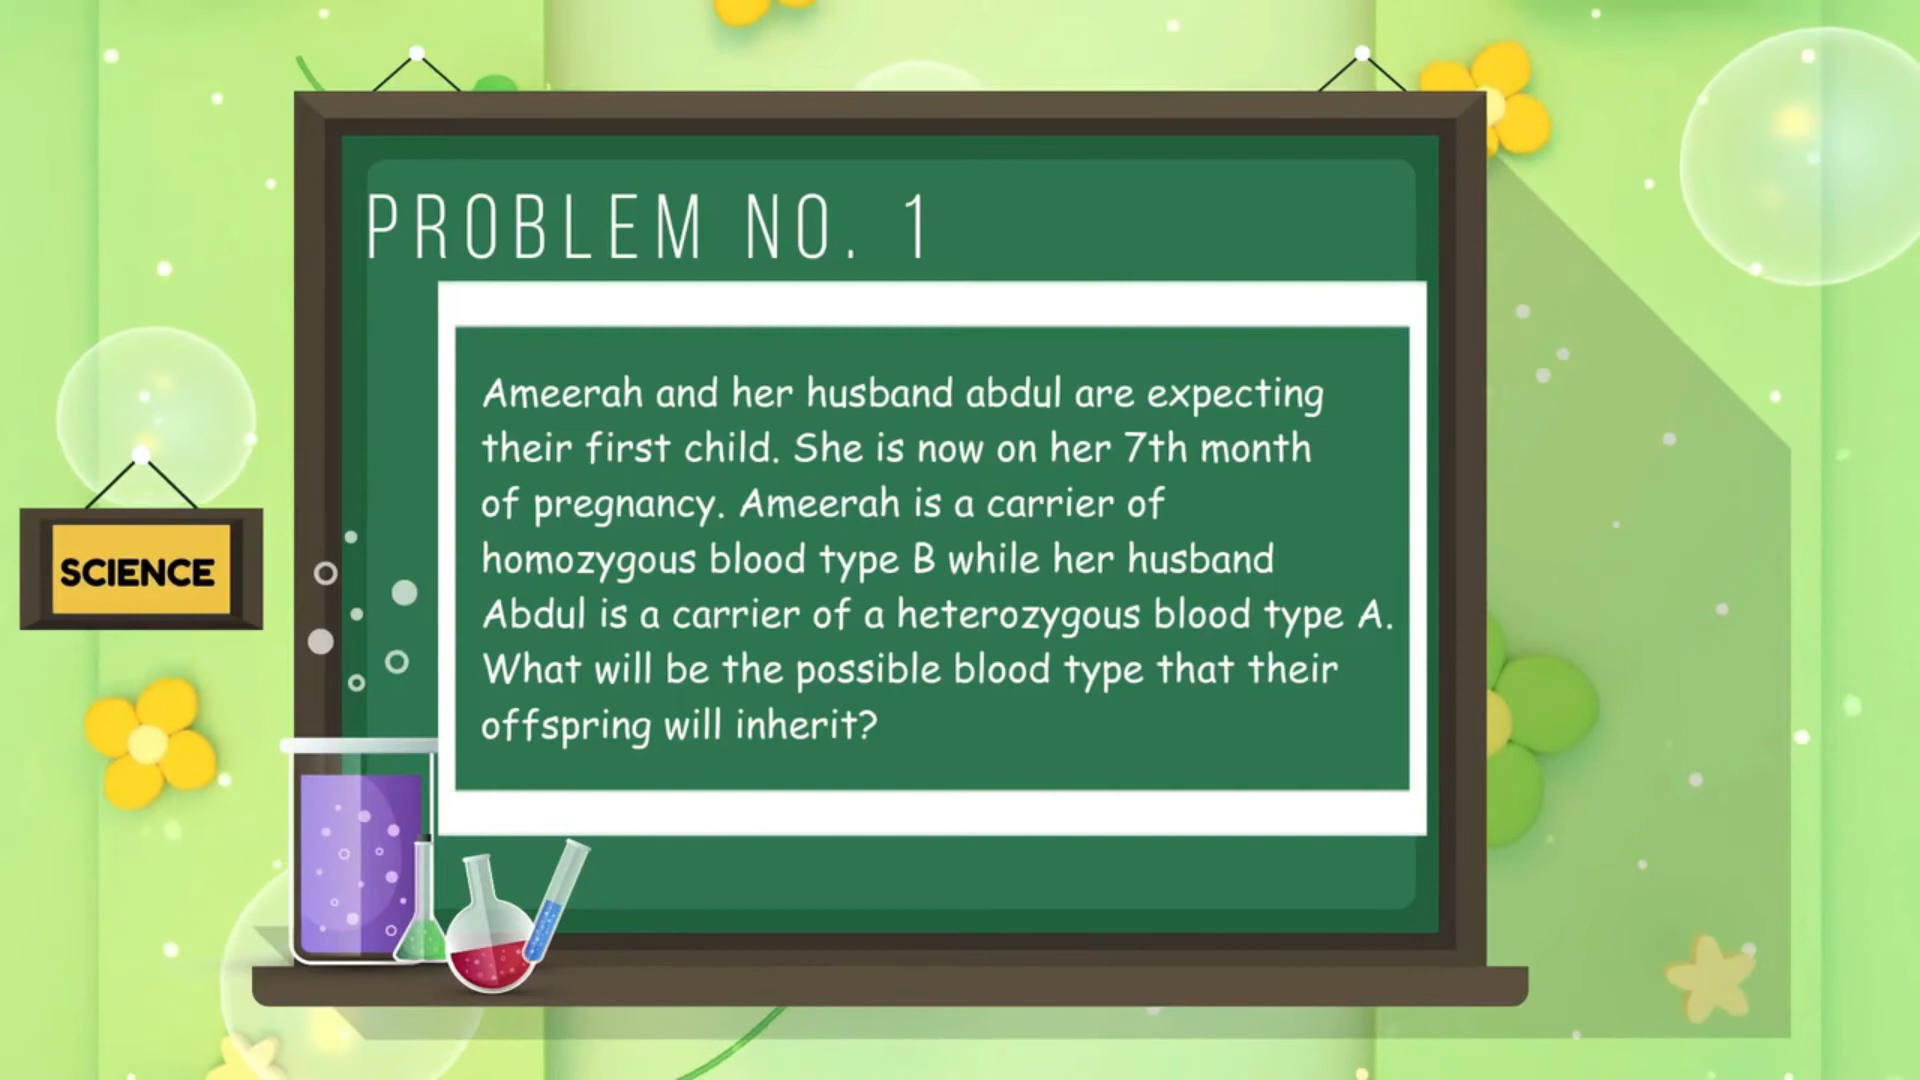 PROBLEM NO. 1
Ameerah and her husband abdul are expecting
their first child. She is now on her 7th month
of pregnancy. Ameerah is a carrier of
homozygous blood type B while her husband
Abdul is a carrier of a heterozygous blood type A.
What will be the possible blood type that their
offspring will inherit?
SCIENCE